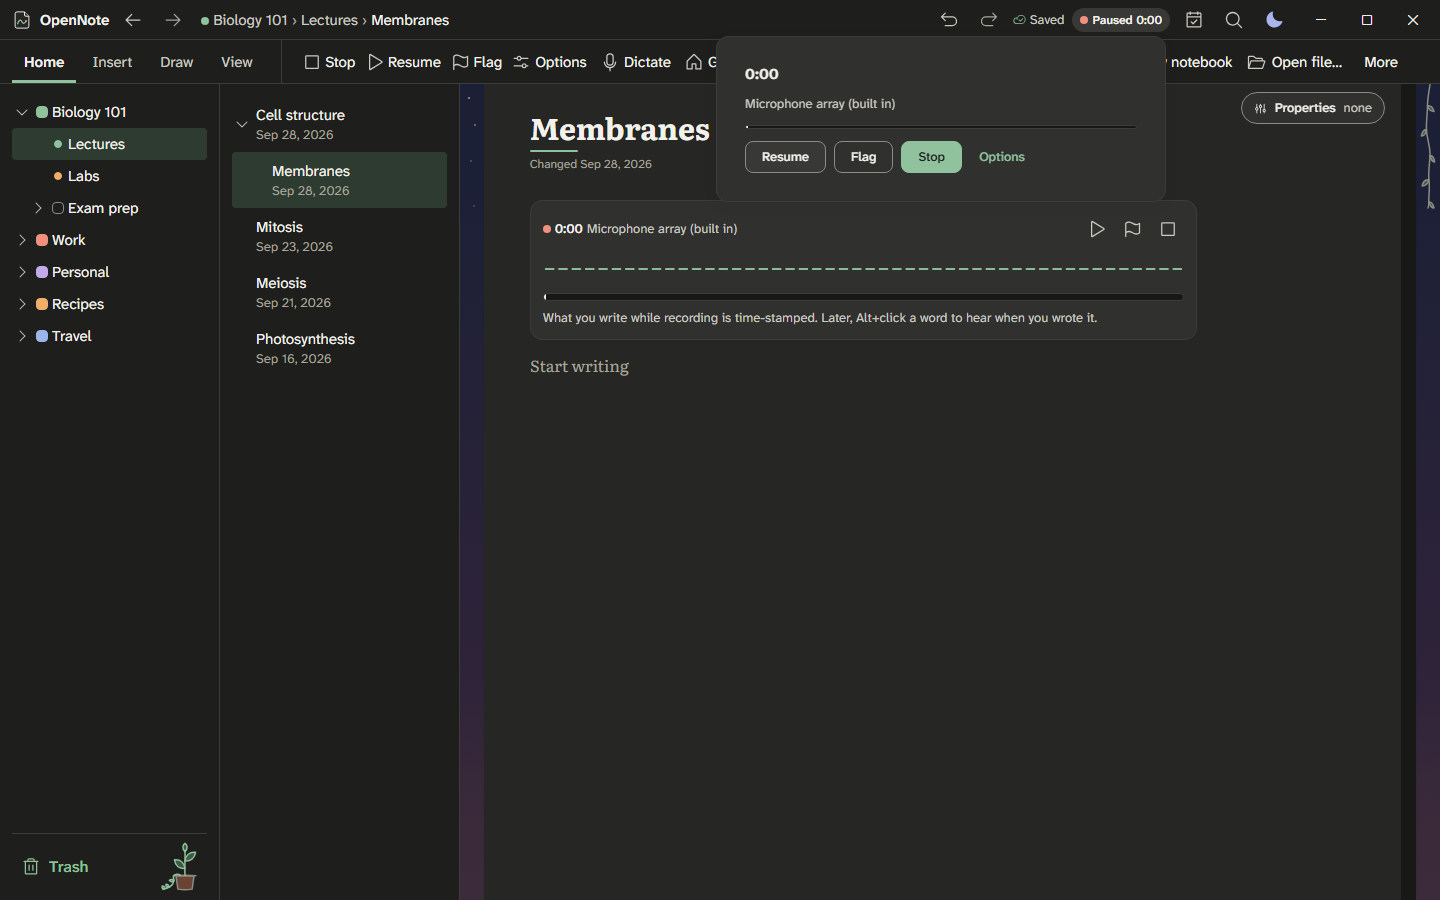 OpenNote
Biology 101 › Lectures › Membranes
Saved
Paused 0:00
Home
Insert
Draw
View
Stop
Resume
Flag
Options
Dictate
notebook
Open file...
More
Biology 101
Lectures
Labs
Exam prep
Work
Personal
Recipes
Travel
Trash
Cell structure
Sep 28, 2026
Membranes
Sep 28, 2026
Mitosis
Sep 23, 2026
Meiosis
Sep 21, 2026
Photosynthesis
Sep 16, 2026
0:00
Microphone array (built in)
Resume
Flag
Stop
Options
Properties none
Membranes
Changed Sep 28, 2026
0:00 Microphone array (built in)
What you write while recording is time-stamped. Later, Alt+click a word to hear when you wrote it.
Start writing